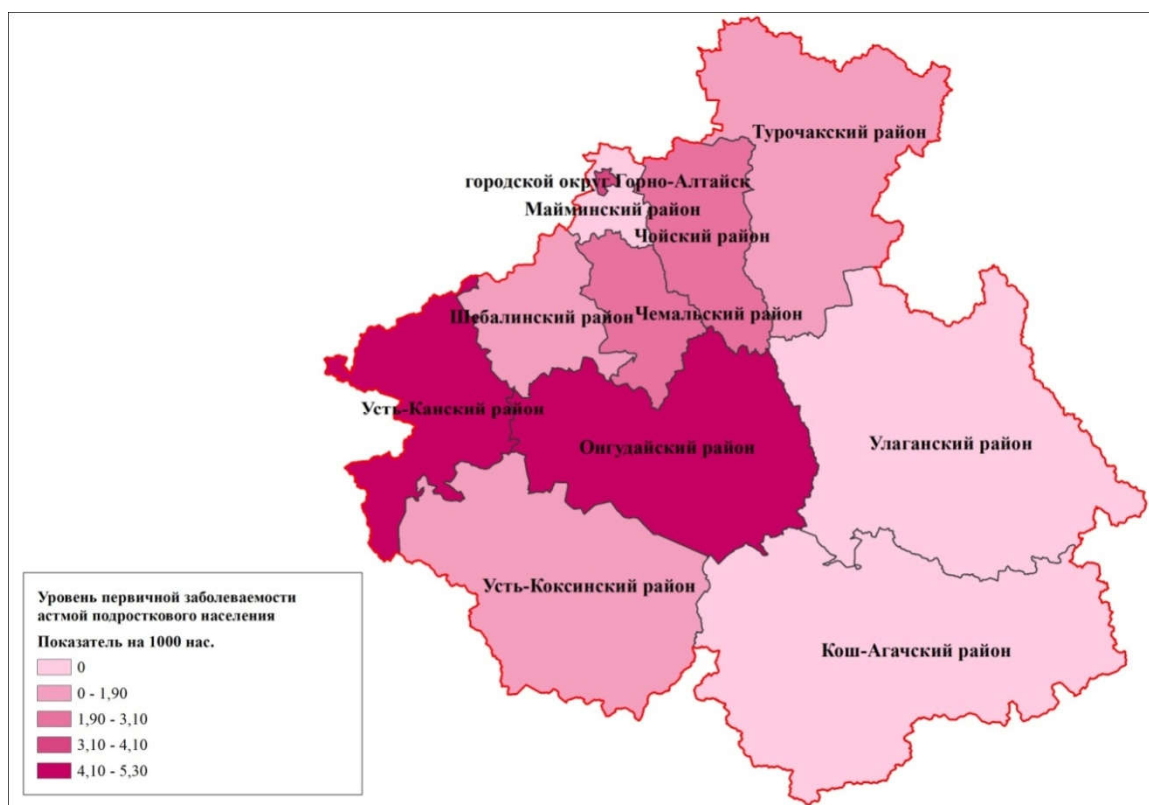 Турочакский район
городской округ Горно-Алтайск
Майминский район
Чойский район
Шебалинский район
Чемальский район
Усть-Канский район
Онгудайский район
Улаганский район
Усть-Коксинский район
Кош-Агачский район
Уровень первичной заболеваемости
астмой подросткового населения
Показатель на 1000 нас.
0
0 - 1,90
1,90 - 3,10
3,10 - 4,10
4,10 - 5,30